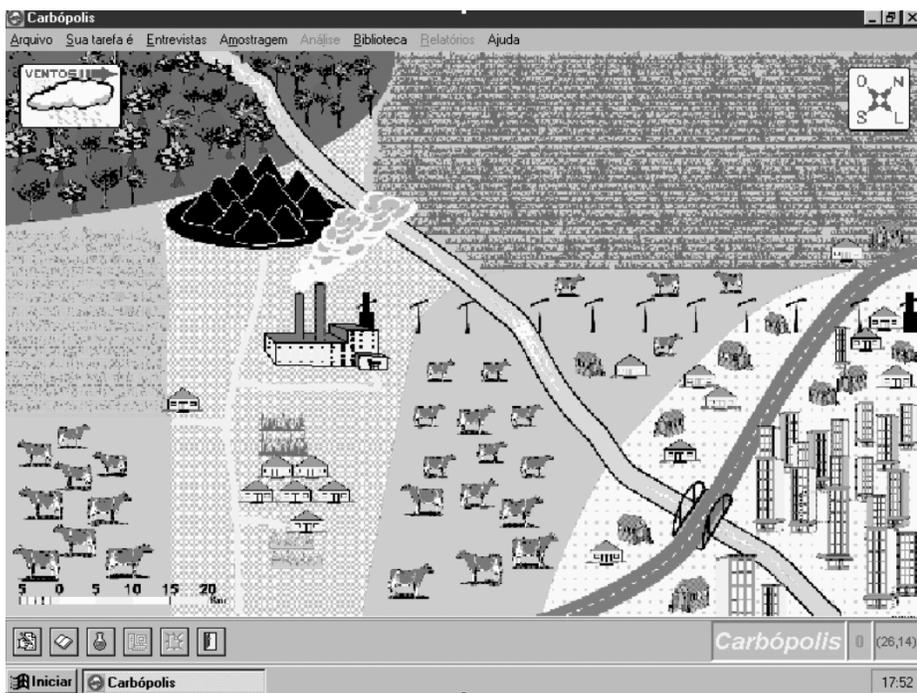 Carbópolis
Arquivo Sua tarefa é Entrevistas Amostragem Análise Biblioteca Relatórios Ajuda
VENTOS
O N
S L
5 0 5 10 15 20
Km
Carbópolis 0 (26,14)
Iniciar Carbópolis 17:52